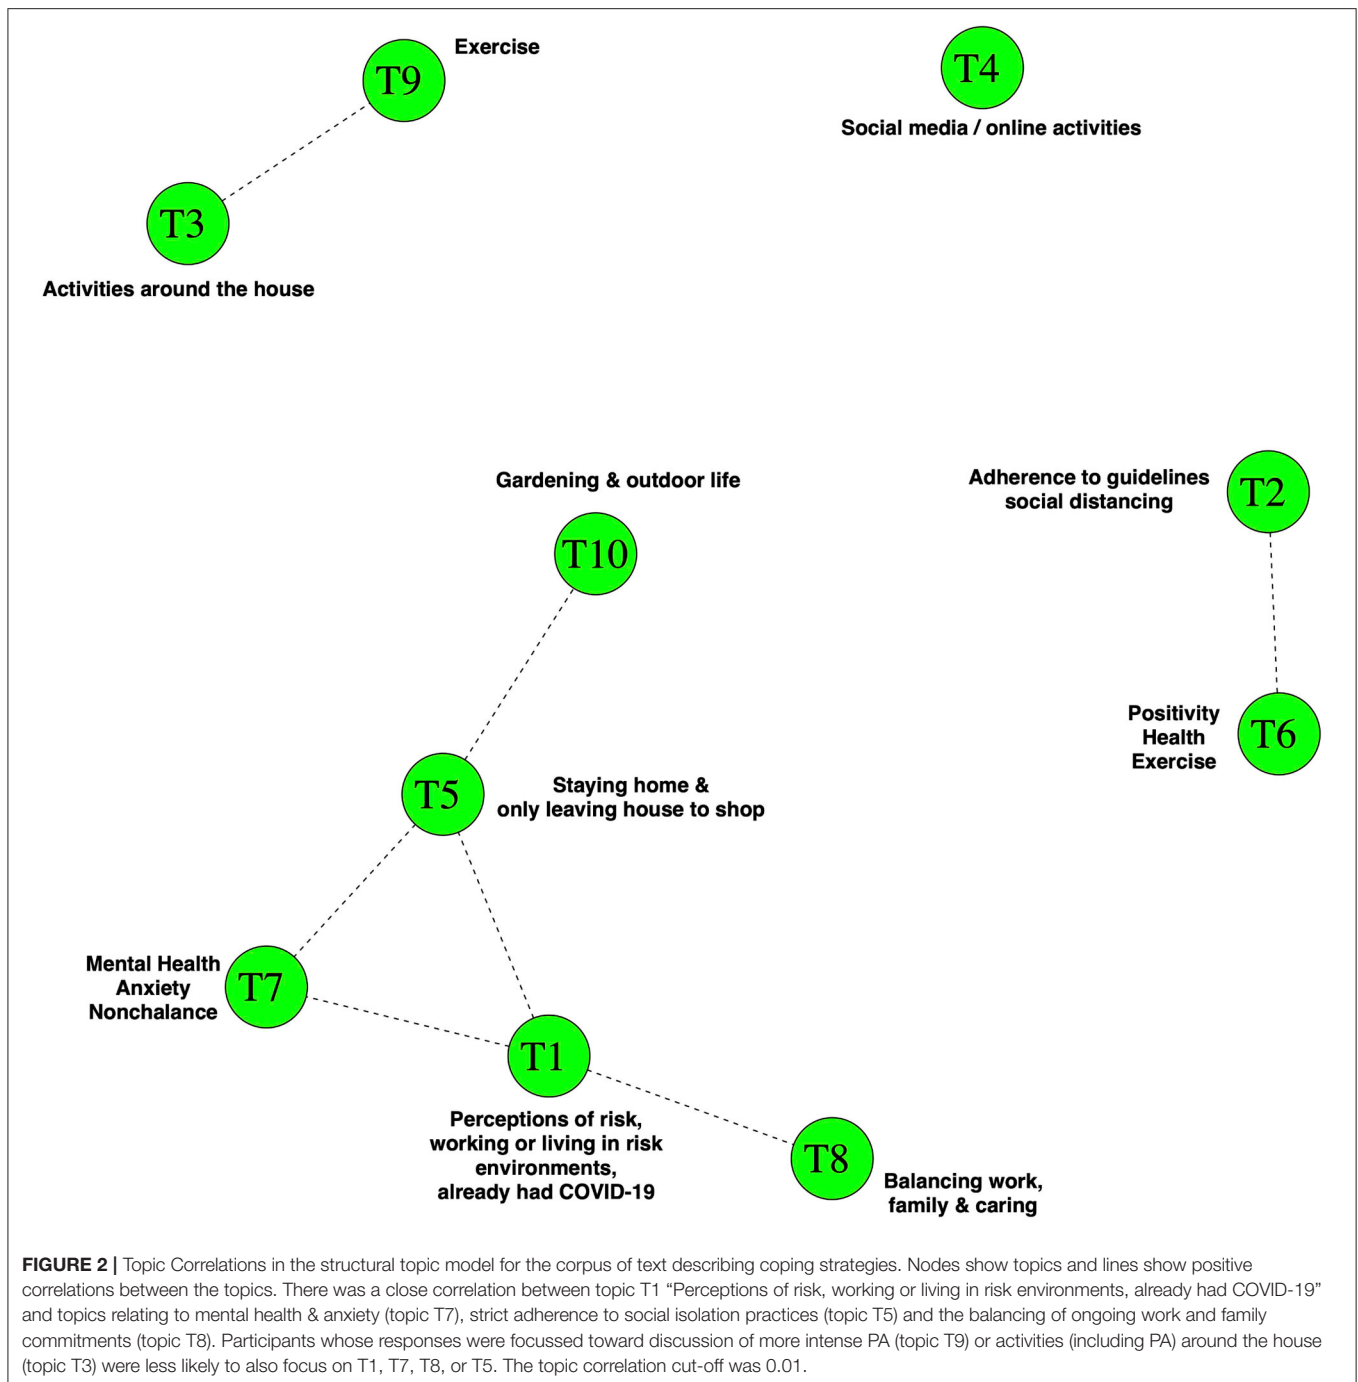 T9
Exercise
T4
Social media / online activities
T3
Activities around the house
Gardening & outdoor life
T10
Adherence to guidelines
social distancing
T2
Positivity
Health
Exercise
T6
T5
Staying home &
only leaving house to shop
Mental Health
Anxiety
Nonchalance
T7
T1
Perceptions of risk,
working or living in risk
environments,
already had COVID-19
T8
Balancing work,
family & caring
FIGURE 2 | Topic Correlations in the structural topic model for the corpus of text describing coping strategies. Nodes show topics and lines show positive
correlations between the topics. There was a close correlation between topic T1 “Perceptions of risk, working or living in risk environments, already had COVID-19”
and topics relating to mental health & anxiety (topic T7), strict adherence to social isolation practices (topic T5) and the balancing of ongoing work and family
commitments (topic T8). Participants whose responses were focussed toward discussion of more intense PA (topic T9) or activities (including PA) around the house
(topic T3) were less likely to also focus on T1, T7, T8, or T5. The topic correlation cut-off was 0.01.